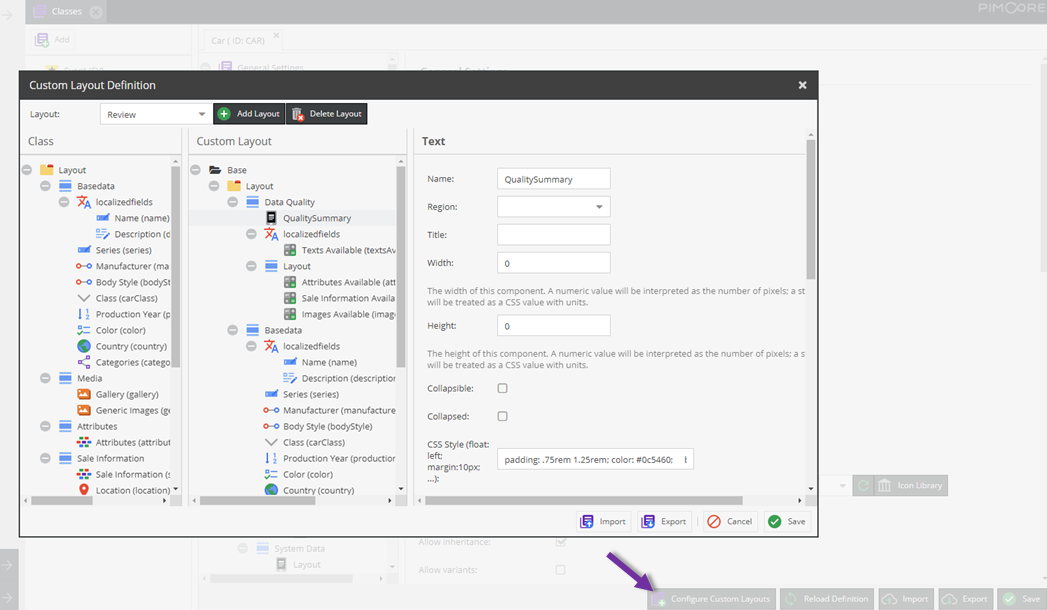 Classes
PIMCORE
Add
Car ( ID: CAR)
General Settings
Custom Layout Definition
Layout:
Review
Add Layout
Delete Layout
Class
Layout
Basedata
localizedfields
Name (name)
Description (d
Series (series)
Manufacturer (ma
Body Style (bodySt
Class (carClass)
Production Year (p
Color (color)
Country (country)
Categories (catego
Media
Gallery (gallery)
Generic Images (ge
Attributes
Attributes (attribut
Sale Information
Sale Information (s
Location (location)
Custom Layout
Base
Layout
Data Quality
QualitySummary
localizedfields
Texts Available (textsAv
Layout
Attributes Available (att
Sale Information Availa
Images Available (imag
Basedata
localizedfields
Name (name)
Description (description
Series (series)
Manufacturer (manufacture
Body Style (bodyStyle)
Class (carClass)
Production Year (production
Color (color)
Country (country)
Text
Name:
QualitySummary
Region:
Title:
Width:
0
The width of this component. A numeric value will be interpreted as the number of pixels; a st
will be treated as a CSS value with units.
Height:
0
The height of this component. A numeric value will be interpreted as the number of pixels; a s
will be treated as a CSS value with units.
Collapsible:
Collapsed:
CSS Style (float:
left;
margin:10px;
...):
padding: .75rem 1.25rem; color: #0c5460;
Import
Export
Cancel
Save
Icon Library
System Data
Layout
Allow inheritance:
Allow variants:
Configure Custom Layouts
Reload Definition
Import
Export
Save